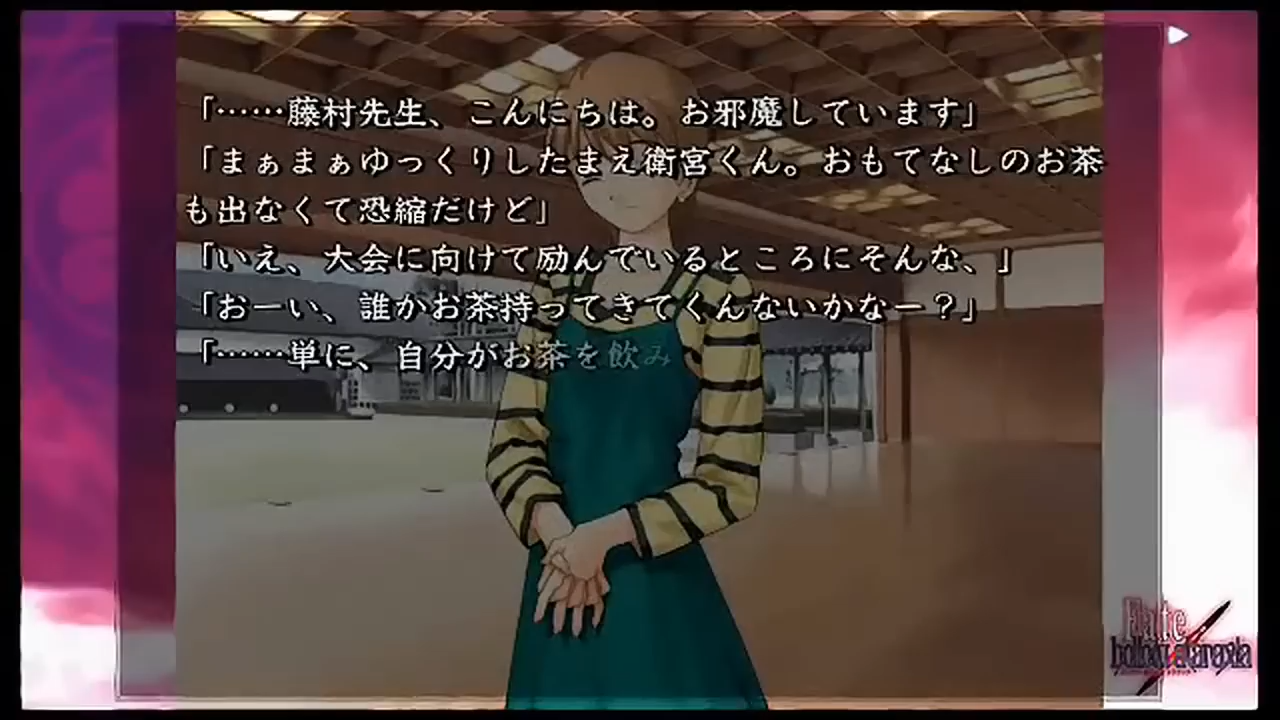 「……藤村先生、こんにちは。お邪魔しています」
「まぁまぁゆっくりしたまえ衛宮くん。おもてなしのお茶
も出なくて恐縮だけど」
「いえ、大会に向けて励んでいるところにそんな、」
「おーい、誰かお茶持ってきてくんないかなー？」
「……単に、自分がお茶を飲み
Fate
hollow ataraxia